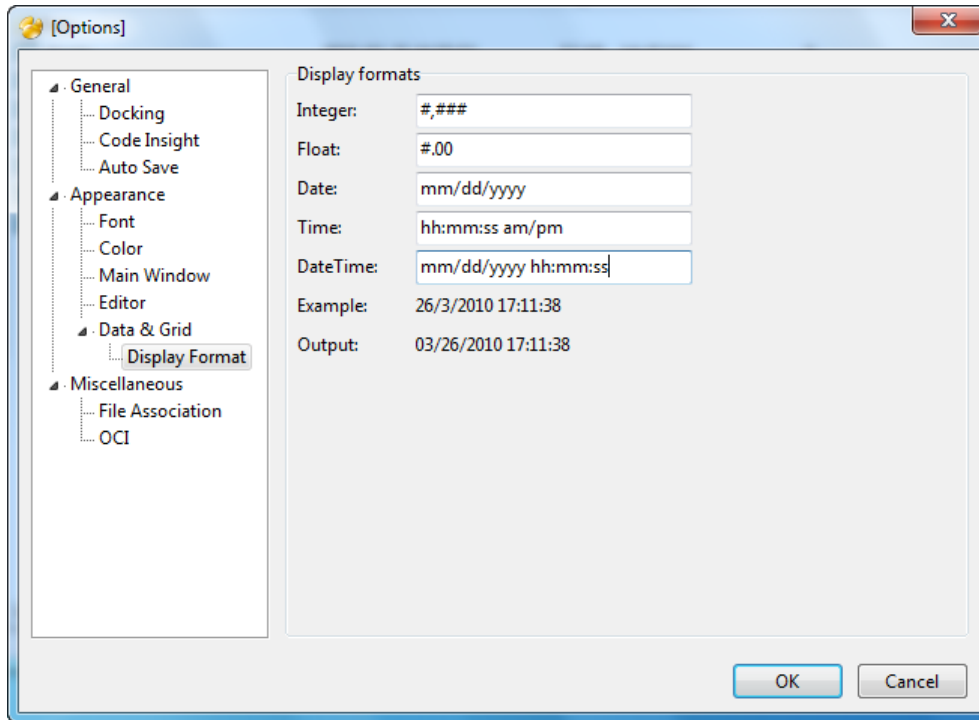 [Options]
General
Docking
Code Insight
Auto Save
Appearance
Font
Color
Main Window
Editor
Data & Grid
Display Format
Miscellaneous
File Association
OCI
Display formats
Integer: #,###
Float: #.00
Date: mm/dd/yyyy
Time: hh:mm:ss am/pm
DateTime: mm/dd/yyyy hh:mm:ss
Example: 26/3/2010 17:11:38
Output: 03/26/2010 17:11:38
OK Cancel